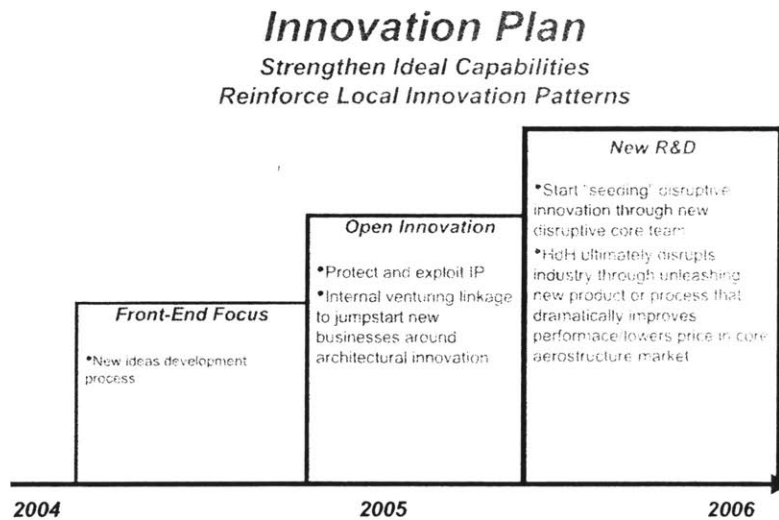 Innovation Plan
Strengthen Ideal Capabilities
Reinforce Local Innovation Patterns
New R&D
•Start 'seeding' disruptive
innovation through new
disruptive core team
•HdH ultimately disrupts
industry through unleashing
new product or process that
dramatically improves
performace/lowers price in core
aerostructure market
Open Innovation
•Protect and exploit IP
•Internal venturing linkage
to jumpstart new
businesses around
architectural innovation
Front-End Focus
•New ideas development
process
2004
2005
2006